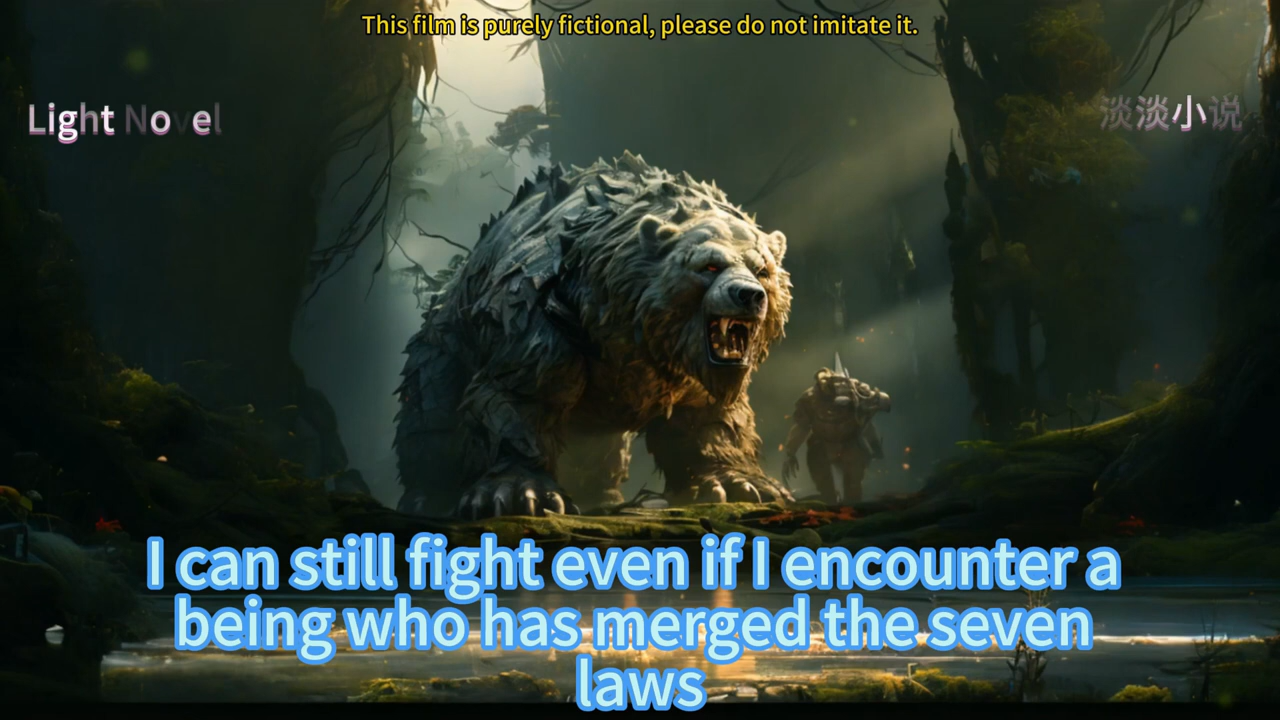 This film is purely fictional, please do not imitate it.
Light Novel
淡淡小说
I can still fight even if I encounter a
being who has merged the seven
laws